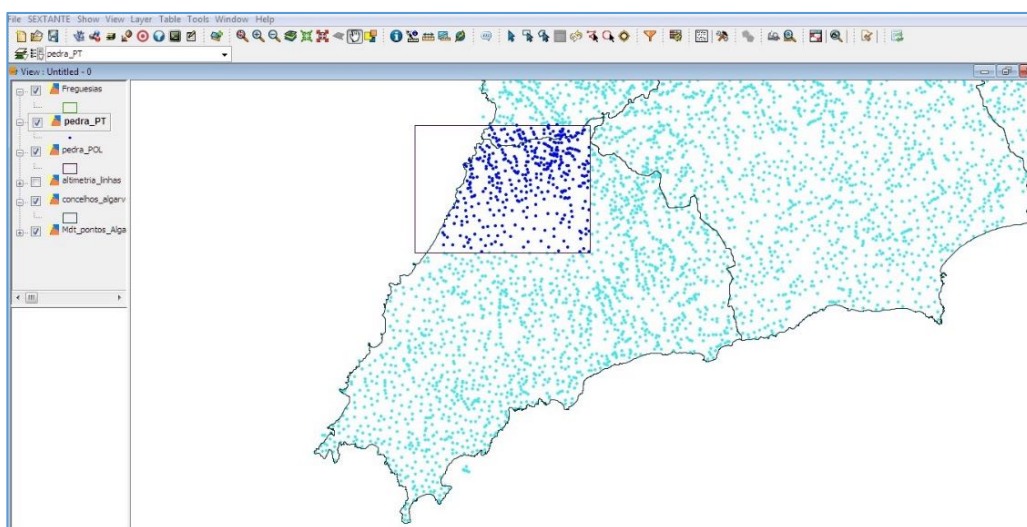 File SEXTANTE Show View Layer Table Tools Window Help
pedra_PT
View : Untitled - 0
Freguesias
pedra_PT
pedra_POL
altimetria_linhas
concelhos_algarv
Mdt_pontos_Alga